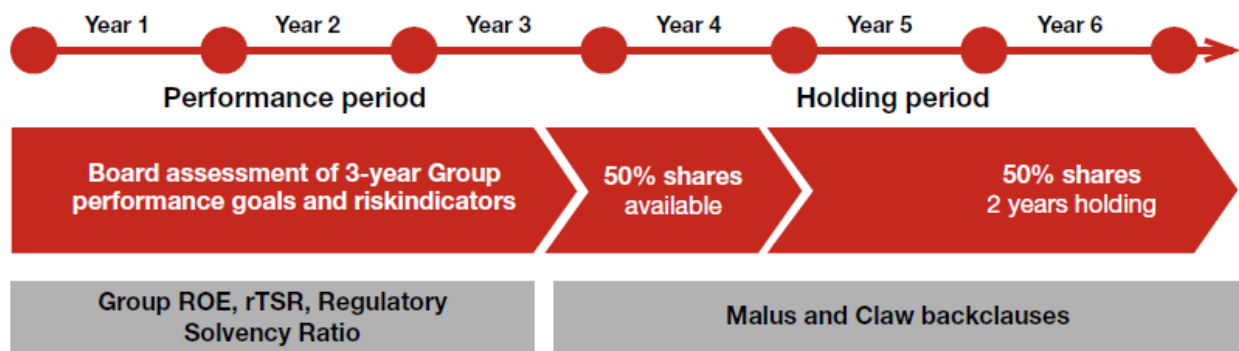 Year 1 Year 2 Year 3 Year 4 Year 5 Year 6
Performance period Holding period
Board assessment of 3-year Group
performance goals and riskindicators
50% shares
available
50% shares
2 years holding
Group ROE, rTSR, Regulatory
Solvency Ratio
Malus and Claw backclauses